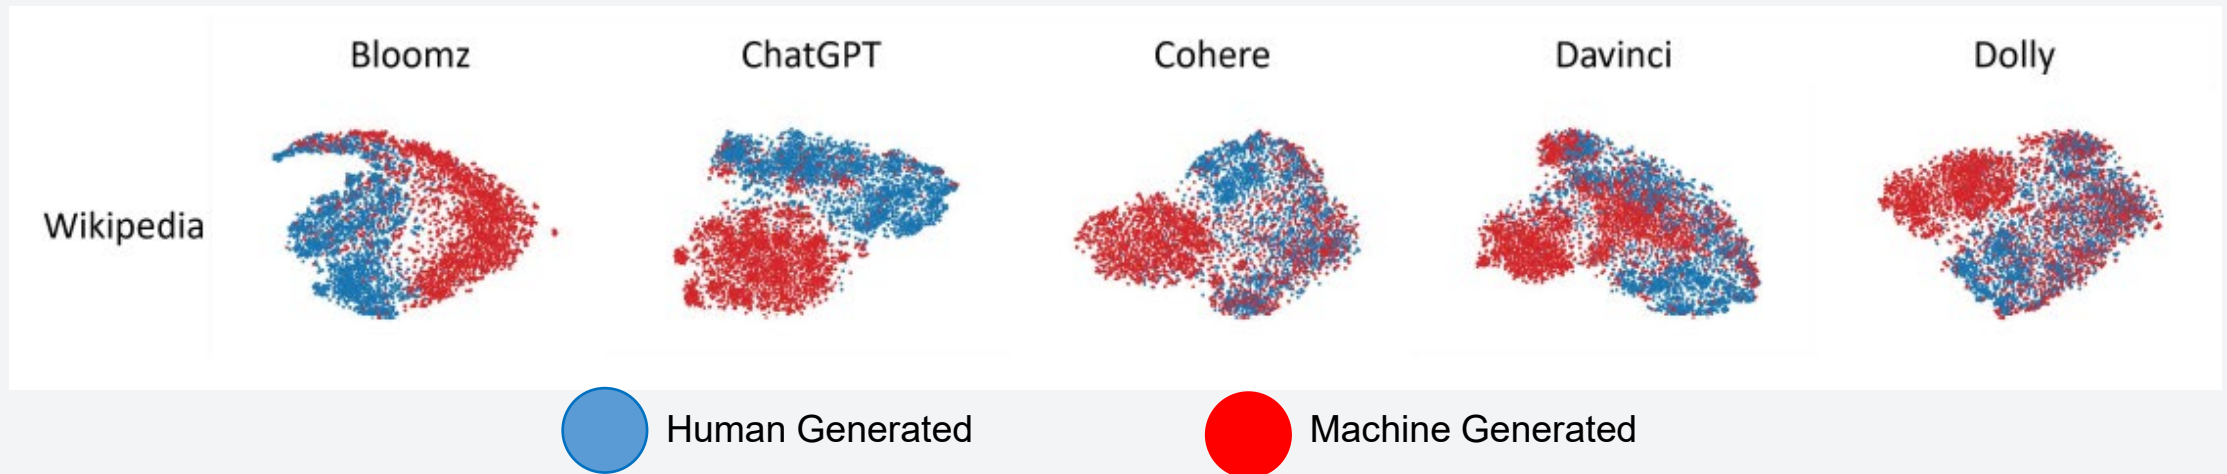 Bloomz ChatGPT Cohere Davinci Dolly
Wikipedia
Human Generated Machine Generated